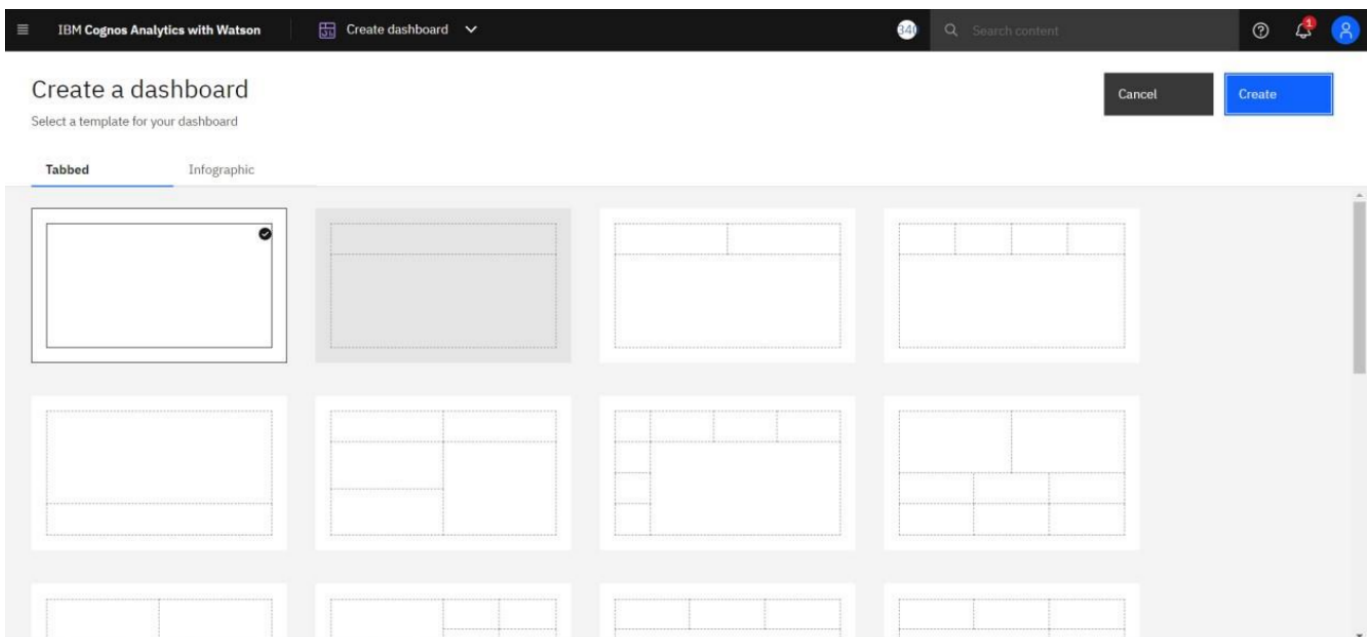 IBM Cognos Analytics with Watson
Create dashboard
Search content
1
Create a dashboard
Select a template for your dashboard
Cancel
Create
Tabbed
Infographic